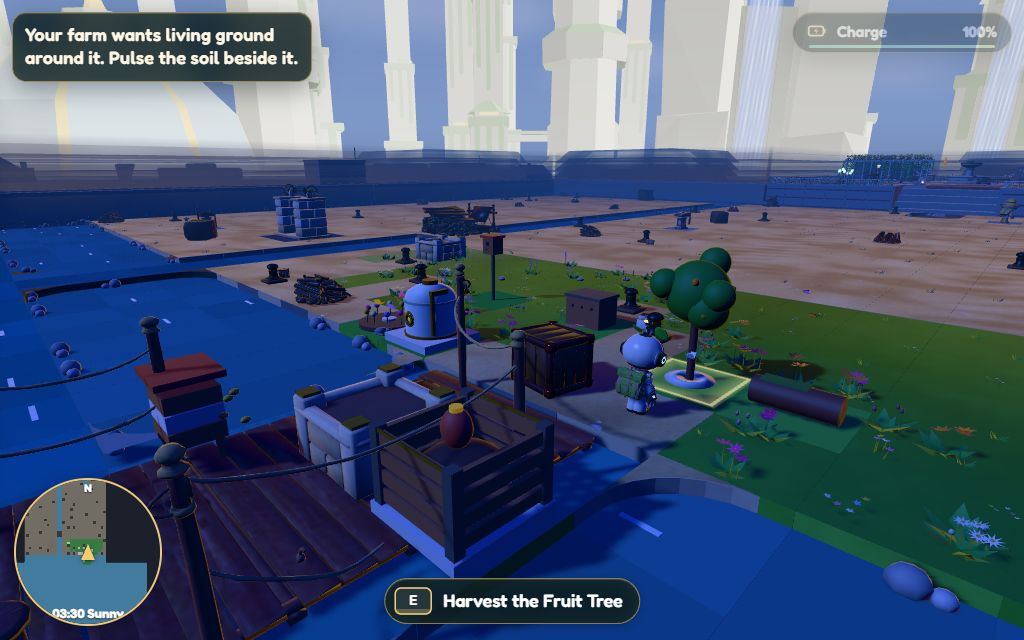 Your farm wants living ground
around it. Pulse the soil beside it.
Charge 100%
N
03:30 Sunny
E Harvest the Fruit Tree